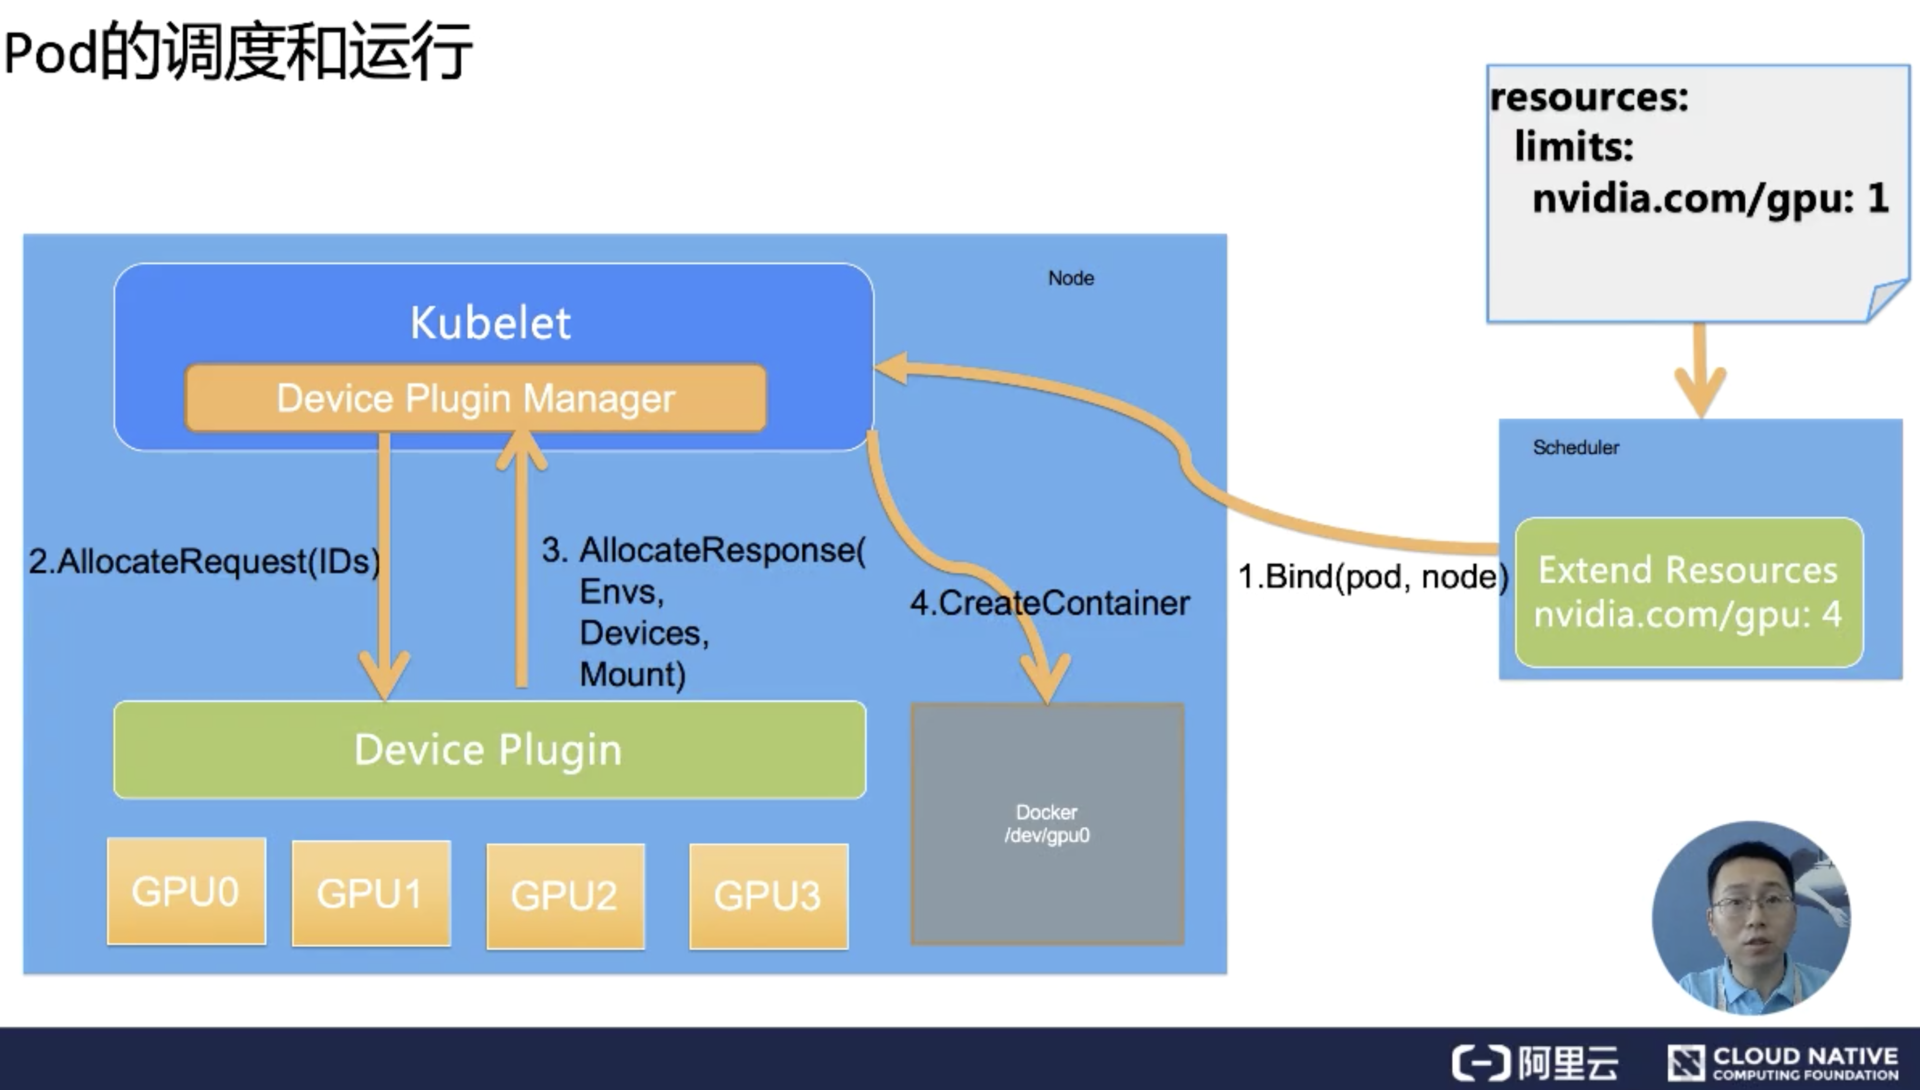 Pod的调度和运行
resources:
limits:
nvidia.com/gpu: 1
Node
Kubelet
Device Plugin Manager
Scheduler
2.AllocateRequest(IDs)
3. AllocateResponse(
Envs,
Devices,
Mount)
4.CreateContainer
1.Bind(pod, node)
Extend Resources
nvidia.com/gpu: 4
Device Plugin
Docker
/dev/gpu0
GPU0
GPU1
GPU2
GPU3
阿里云
CLOUD NATIVE
COMPUTING FOUNDATION